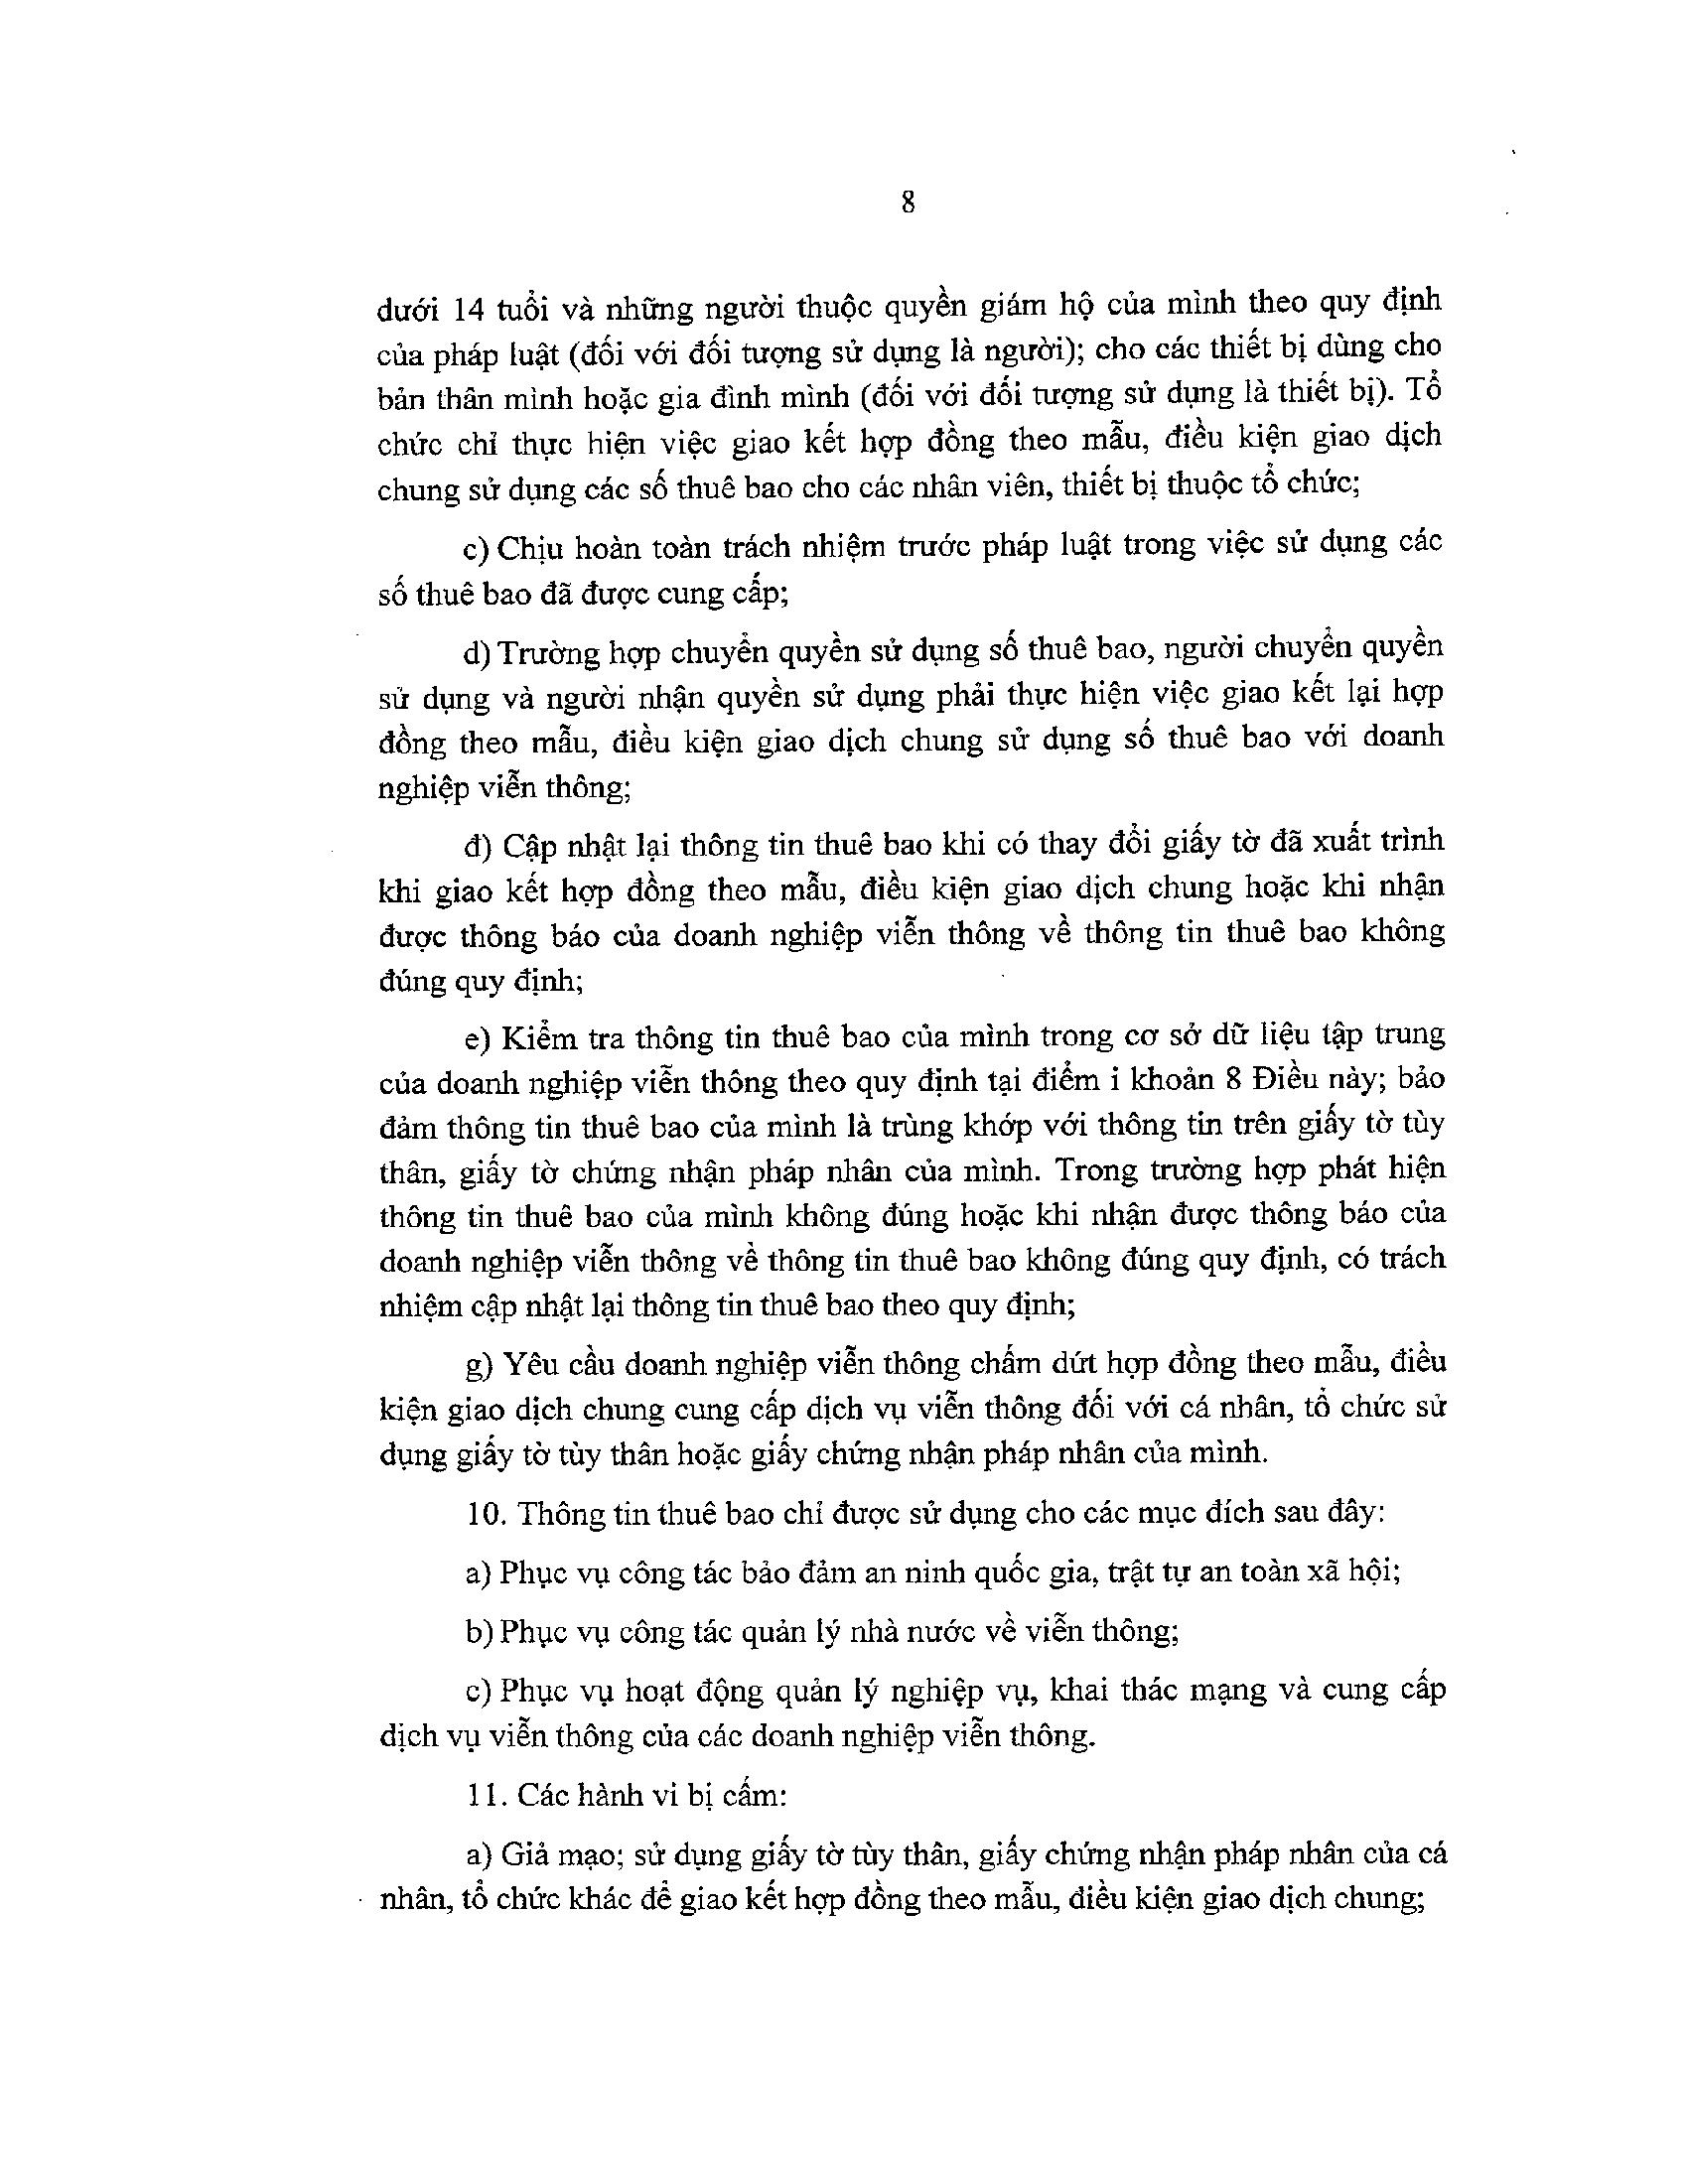 8
dưới 14 tuổi và những người thuộc quyền giám hộ của mình theo quy định
của pháp luật (đối với đối tượng sử dụng là người); cho các thiết bị dùng cho
bản thân mình hoặc gia đình mình (đối với đối tượng sử dụng là thiết bị). Tổ
chức chỉ thực hiện việc giao kết hợp đồng theo mẫu, điều kiện giao dịch
chung sử dụng các số thuê bao cho các nhân viên, thiết bị thuộc tổ chức;
c) Chịu hoàn toàn trách nhiệm trước pháp luật trong việc sử dụng các
số thuê bao đã được cung cấp;
d) Trường hợp chuyển quyền sử dụng số thuê bao, người chuyển quyền
sử dụng và người nhận quyền sử dụng phải thực hiện việc giao kết lại hợp
đồng theo mẫu, điều kiện giao dịch chung sử dụng số thuê bao với doanh
nghiệp viễn thông;
đ) Cập nhật lại thông tin thuê bao khi có thay đổi giấy tờ đã xuất trình
khi giao kết hợp đồng theo mẫu, điều kiện giao dịch chung hoặc khi nhận
được thông báo của doanh nghiệp viễn thông về thông tin thuê bao không
đúng quy định;
e) Kiểm tra thông tin thuê bao của mình trong cơ sở dữ liệu tập trung
của doanh nghiệp viễn thông theo quy định tại điểm i khoản 8 Điều này; bảo
đảm thông tin thuê bao của mình là trùng khớp với thông tin trên giấy tờ tùy
thân, giấy tờ chứng nhận pháp nhân của mình. Trong trường hợp phát hiện
thông tin thuê bao của mình không đúng hoặc khi nhận được thông báo của
doanh nghiệp viễn thông về thông tin thuê bao không đúng quy định, có trách
nhiệm cập nhật lại thông tin thuê bao theo quy định;
g) Yêu cầu doanh nghiệp viễn thông chấm dứt hợp đồng theo mẫu, điều
kiện giao dịch chung cung cấp dịch vụ viễn thông đối với cá nhân, tổ chức sử
dụng giấy tờ tùy thân hoặc giấy chứng nhận pháp nhân của mình.
10. Thông tin thuê bao chỉ được sử dụng cho các mục đích sau đây:
a) Phục vụ công tác bảo đảm an ninh quốc gia, trật tự an toàn xã hội;
b) Phục vụ công tác quản lý nhà nước về viễn thông;
c) Phục vụ hoạt động quản lý nghiệp vụ, khai thác mạng và cung cấp
dịch vụ viễn thông của các doanh nghiệp viễn thông.
11. Các hành vi bị cấm:
a) Giả mạo; sử dụng giấy tờ tùy thân, giấy chứng nhận pháp nhân của cá
nhân, tổ chức khác để giao kết hợp đồng theo mẫu, điều kiện giao dịch chung;